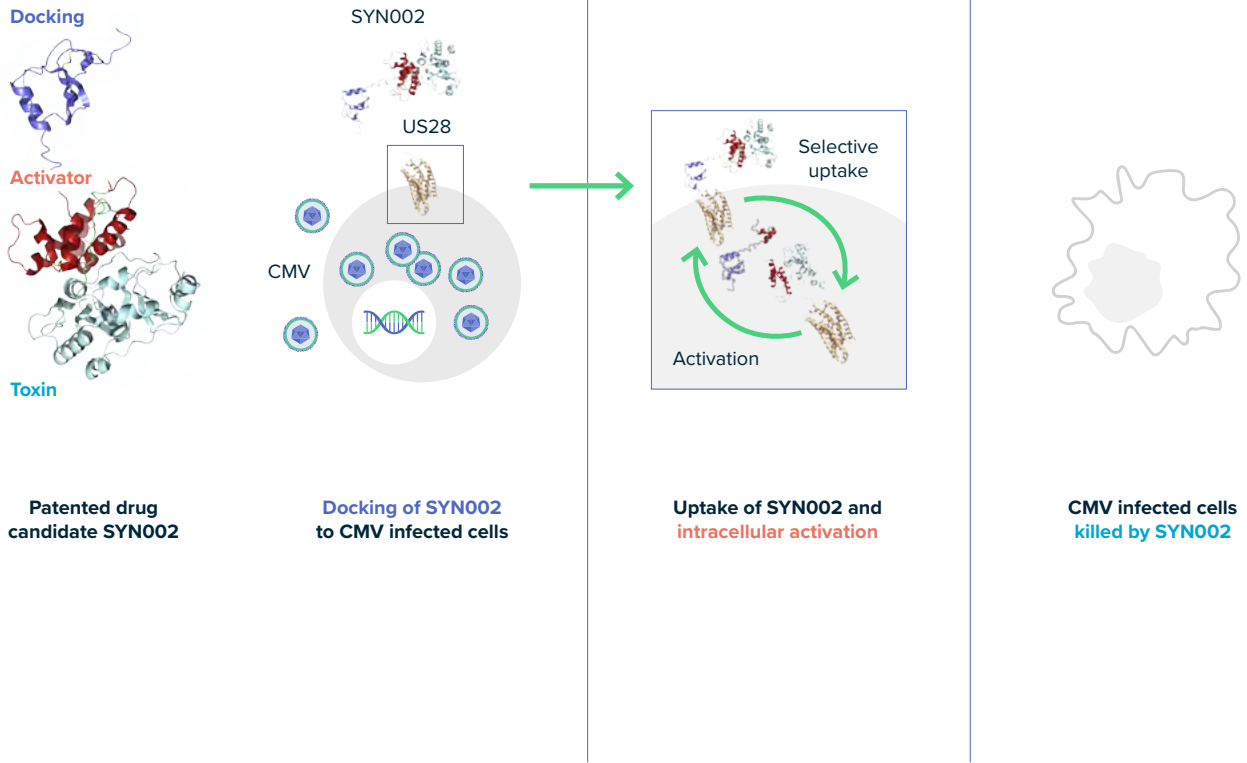 Docking
Activator
Toxin
Patented drug
candidate SYN002
SYN002
US28
CMV
Docking of SYN002
to CMV infected cells
Selective
uptake
Activation
Uptake of SYN002 and
intracellular activation
CMV infected cells
killed by SYN002